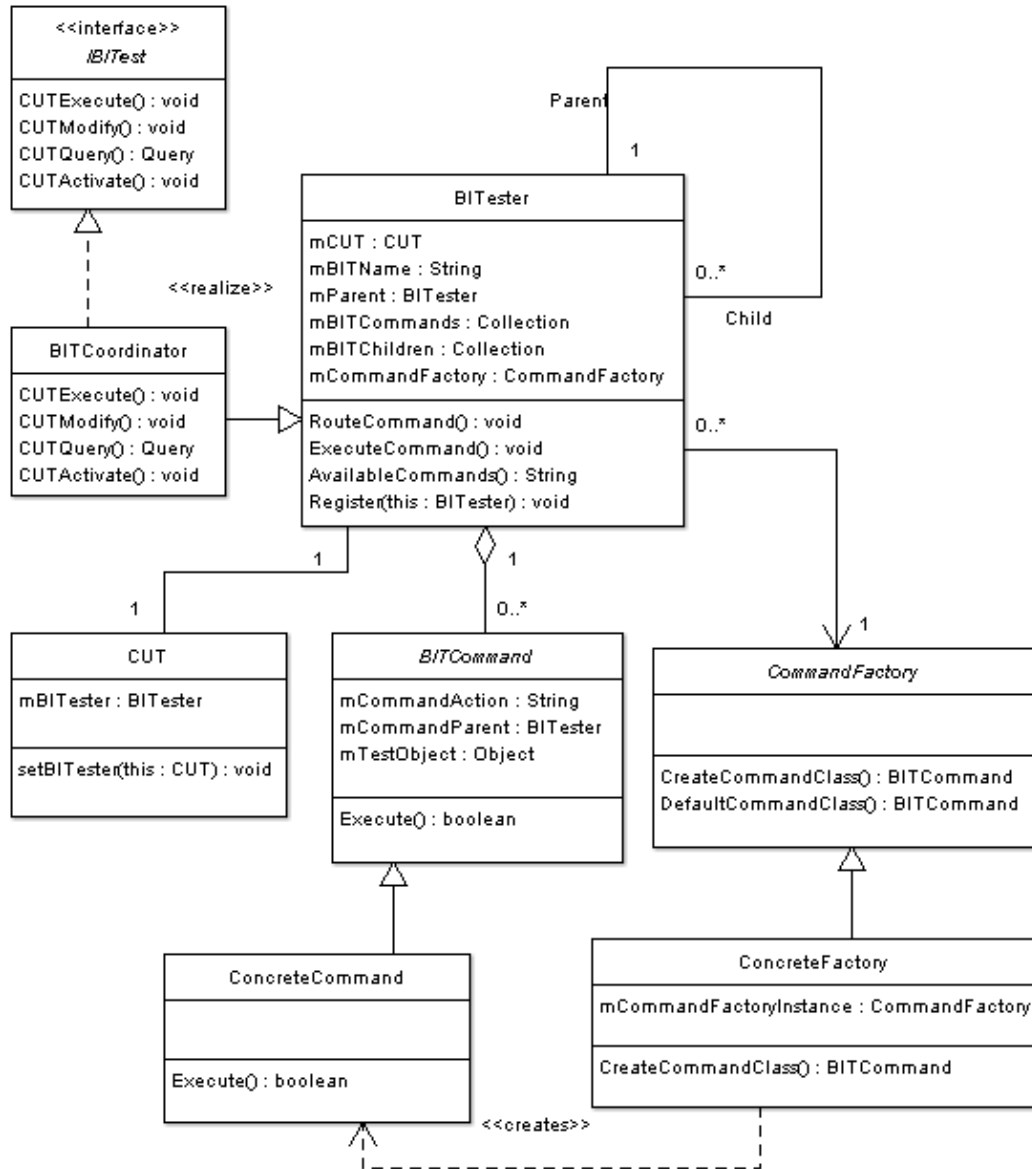 <<interface>>
IBITest
CUTExecute() : void
CUTModify() : void
CUTQuery() : Query
CUTActivate() : void
Parent
1
BITester
mCUT : CUT
mBITName : String
mParent : BITester
mBITCommands : Collection
mBITChildren : Collection
mCommandFactory : CommandFactory
RouteCommand() : void
ExecuteCommand() : void
AvailableCommands() : String
Register(this : BITester) : void
0..*
Child
<<realize>>
BITCoordinator
CUTExecute() : void
CUTModify() : void
CUTQuery() : Query
CUTActivate() : void
0..*
1
1
1
0..*
1
CUT
mBITester : BITester
setBITester(this : CUT) : void
BITCommand
mCommandAction : String
mCommandParent : BITester
mTestObject : Object
Execute() : boolean
CommandFactory
CreateCommandClass() : BITCommand
DefaultCommandClass() : BITCommand
ConcreteCommand
Execute() : boolean
ConcreteFactory
mCommandFactoryInstance : CommandFactory
CreateCommandClass() : BITCommand
<<creates>>